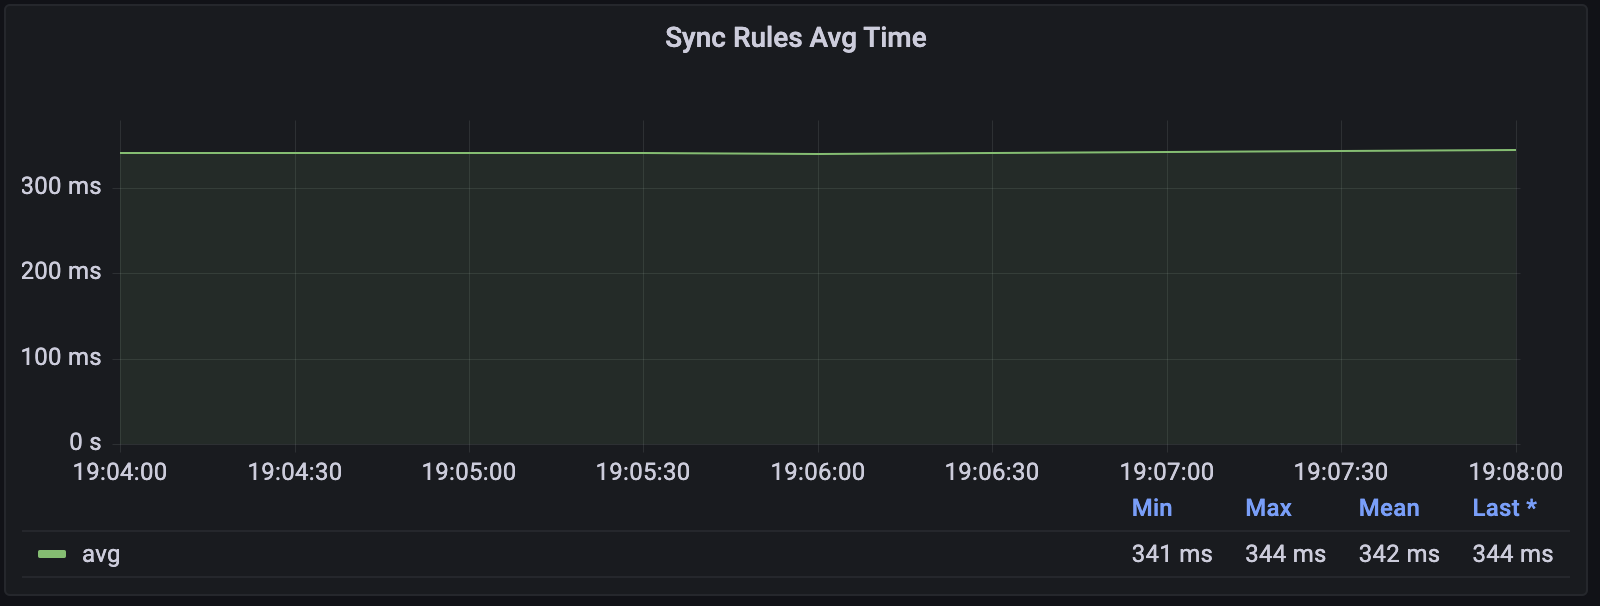 Sync Rules Avg Time
300 ms
200 ms
100 ms
0 s
19:04:00 19:04:30 19:05:00 19:05:30 19:06:00 19:06:30 19:07:00 19:07:30 19:08:00
Min Max Mean Last *
avg 341 ms 344 ms 342 ms 344 ms